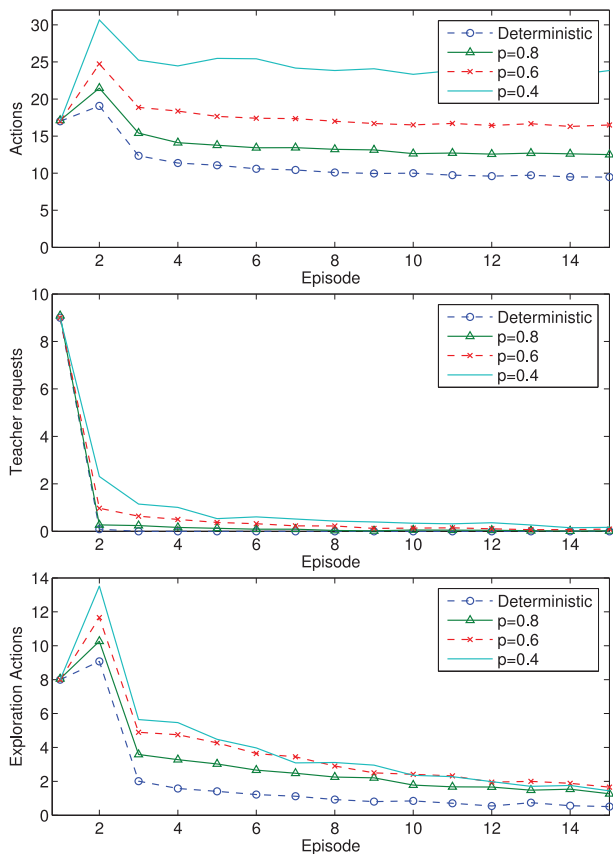 30
25
20
15
10
5
0
Actions
2
4
6
8
10
12
14
Episode
Deterministic
p=0.8
p=0.6
p=0.4
10
8
6
4
2
0
Teacher requests
2
4
6
8
10
12
14
Episode
Deterministic
p=0.8
p=0.6
p=0.4
14
12
10
8
6
4
2
0
Exploration Actions
2
4
6
8
10
12
14
Episode
Deterministic
p=0.8
p=0.6
p=0.4